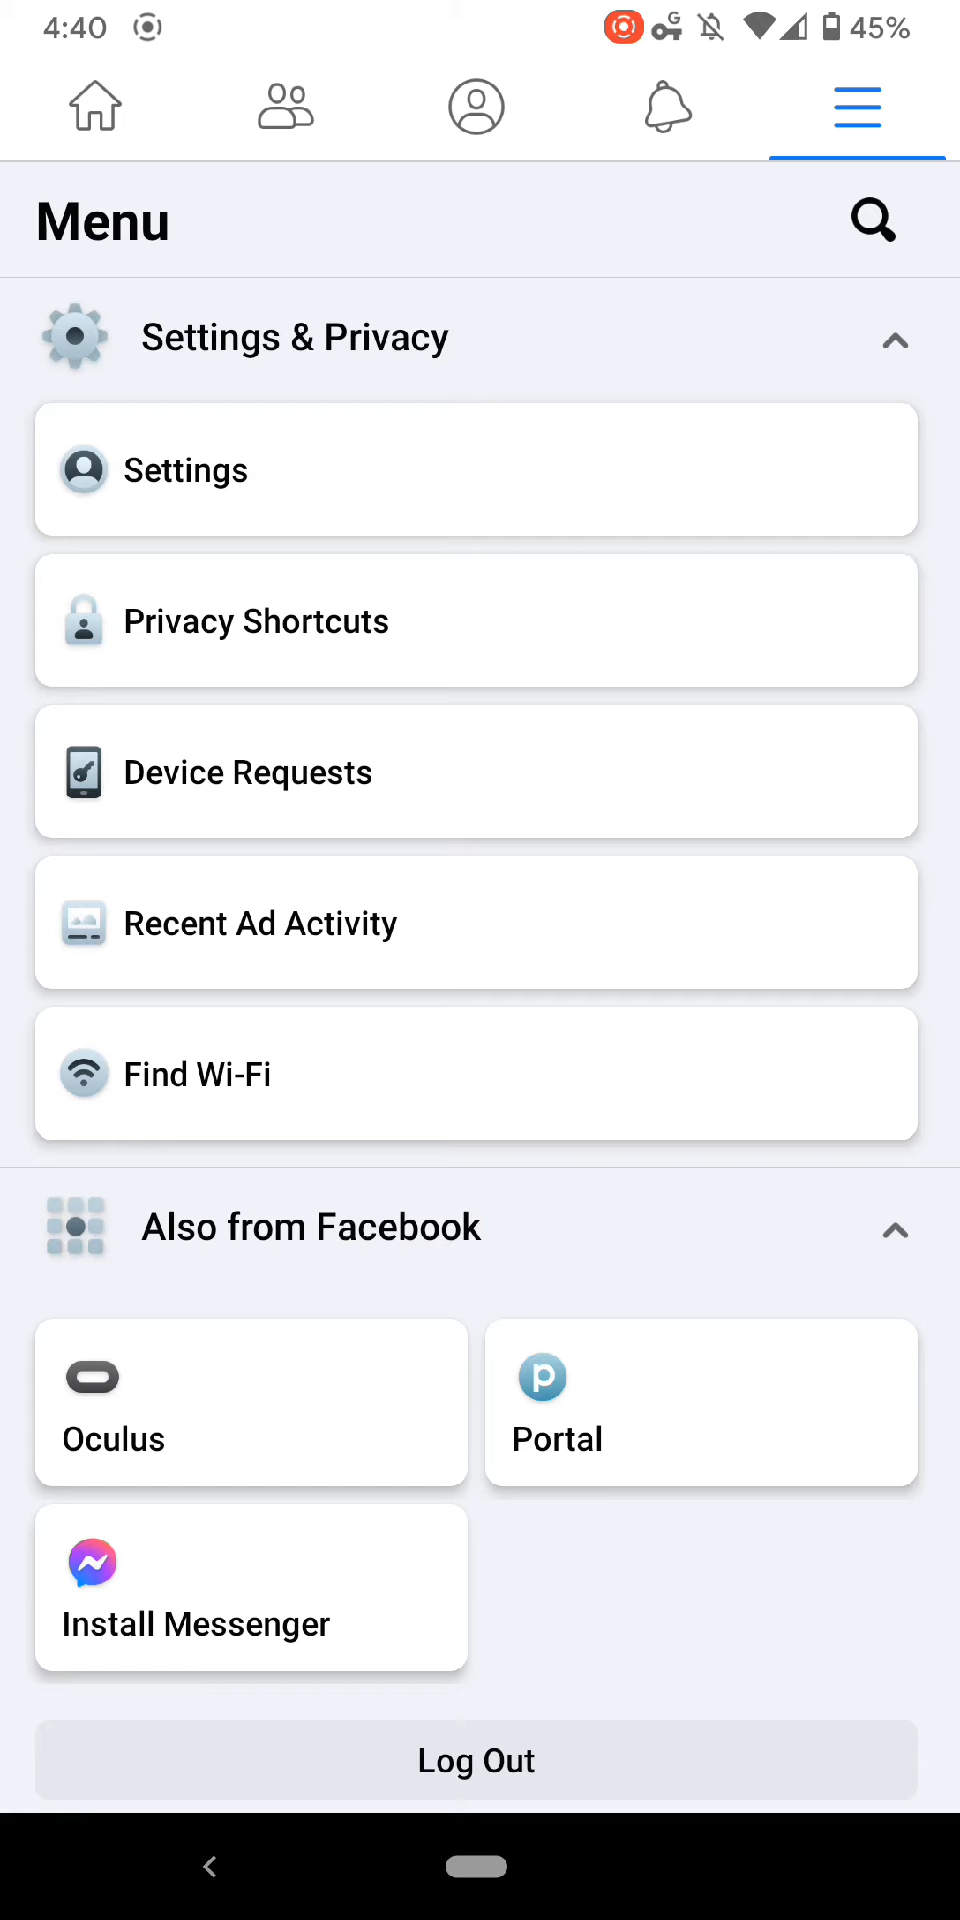 4:40
G
45%
Menu
Settings & Privacy
Settings
Privacy Shortcuts
Device Requests
Recent Ad Activity
Find Wi-Fi
Also from Facebook
Oculus
Portal
Install Messenger
Log Out